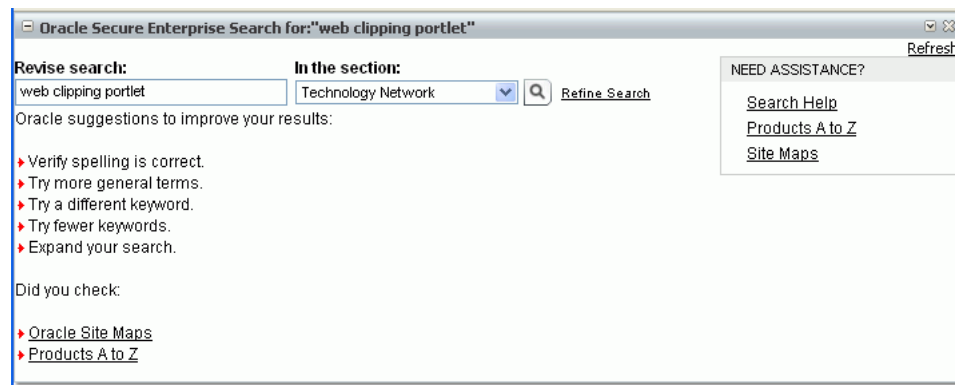 Oracle Secure Enterprise Search for:"web clipping portlet"
Refresh
Revise search:
In the section:
web clipping portlet
Technology Network
Refine Search
NEED ASSISTANCE?
Search Help
Products A to Z
Site Maps
Oracle suggestions to improve your results:
Verify spelling is correct.
Try more general terms.
Try a different keyword.
Try fewer keywords.
Expand your search.
Did you check:
Oracle Site Maps
Products A to Z